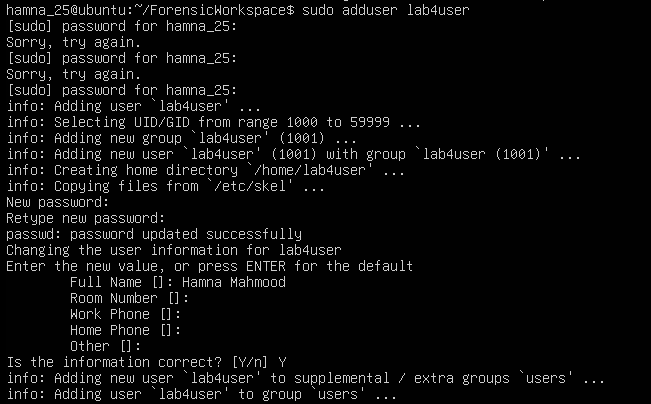 hamna_25@ubuntu:~/ForensicWorkspace$ sudo adduser lab4user
[sudo] password for hamna_25:
Sorry, try again.
[sudo] password for hamna_25:
Sorry, try again.
[sudo] password for hamna_25:
info: Adding user `lab4user' ...
info: Selecting UID/GID from range 1000 to 59999 ...
info: Adding new group `lab4user' (1001) ...
info: Adding new user `lab4user' (1001) with group `lab4user (1001)' ...
info: Creating home directory `/home/lab4user' ...
info: Copying files from `/etc/skel' ...
New password:
Retype new password:
passwd: password updated successfully
Changing the user information for lab4user
Enter the new value, or press ENTER for the default
        Full Name []: Hamna Mahmood
        Room Number []:
        Work Phone []:
        Home Phone []:
        Other []:
Is the information correct? [Y/n] Y
info: Adding new user `lab4user' to supplemental / extra groups `users' ...
info: Adding user `lab4user' to group `users' ...